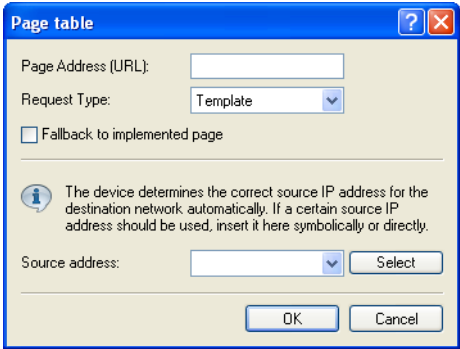 Page table
Page Address (URL):
Request Type: Template
Fallback to implemented page
The device determines the correct source IP address for the
destination network automatically. If a certain source IP
address should be used, insert it here symbolically or directly.
Source address: Select
OK Cancel